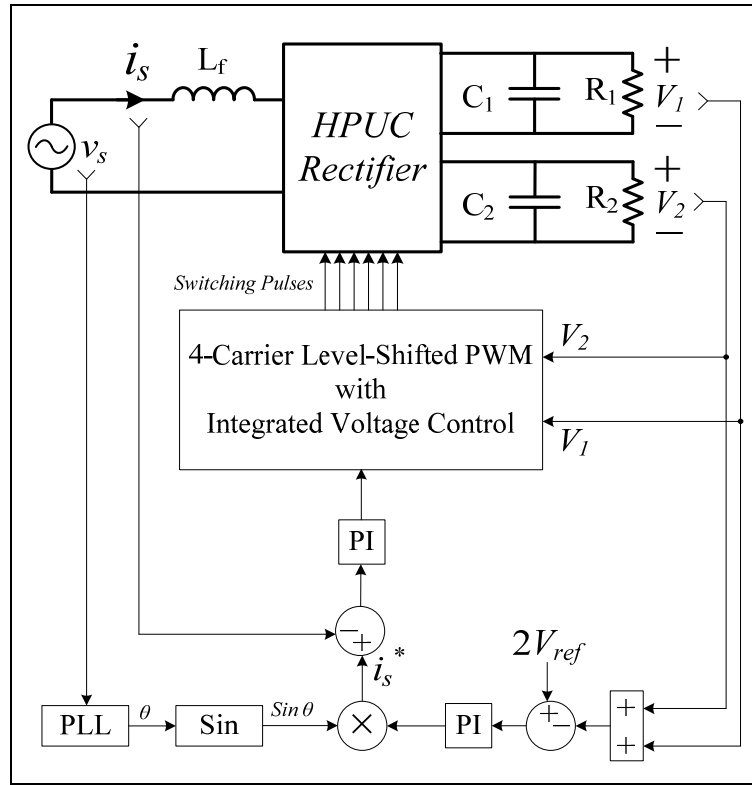 i_s
L_f
v_s
HPUC
Rectifier
C_1
R_1
+
V_1
−
C_2
R_2
+
V_2
−
Switching Pulses
4-Carrier Level-Shifted PWM
with
Integrated Voltage Control
V_2
V_1
PI
−
+
i_s*
2V_ref
PLL
θ
Sin
Sin θ
×
PI
+
−
+
+